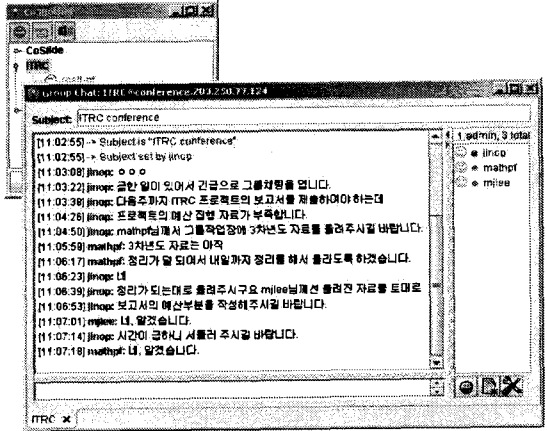 CoSlide
ITRC
Group Chat: ITRC@conference.203.250.77.124
Subject: ITRC conference
[11:02:55] -> Subject is "ITRC conference"
[11:02:55] -> Subject set by jinop
[11:03:08] jinop: ㅇㅇㅇ
[11:03:22] jinop: 급한 일이 있어서 긴급으로 그룹채팅을 엽니다.
[11:03:38] jinop: 다음주까지 ITRC 프로젝트의 보고서를 제출하여야 하는데
[11:04:26] jinop: 프로젝트의 예산 집행 자료가 부족합니다.
[11:04:50] jinop: mathpf님께서 그룹작업장에 3차년도 자료를 올려주시길 바랍니다.
[11:05:59] mathpf: 3차년도 자료는 아직
[11:06:17] mathpf: 정리가 덜 되어서 내일까지 정리를 해서 올리도록 하겠습니다.
[11:06:23] jinop: 네
[11:06:39] jinop: 정리가 되는대로 올려주시구요 mjlee님께선 올려진 자료를 토대로
[11:06:53] jinop: 보고서의 예산부분을 작성해주시길 바랍니다.
[11:07:01] mjlee: 네, 알겠습니다.
[11:07:14] jinop: 시간이 급하니 서둘러 주시길 바랍니다.
[11:07:18] mathpf: 네, 알겠습니다.
1 admin, 3 total
jinop
mathpf
mjlee
ITRC